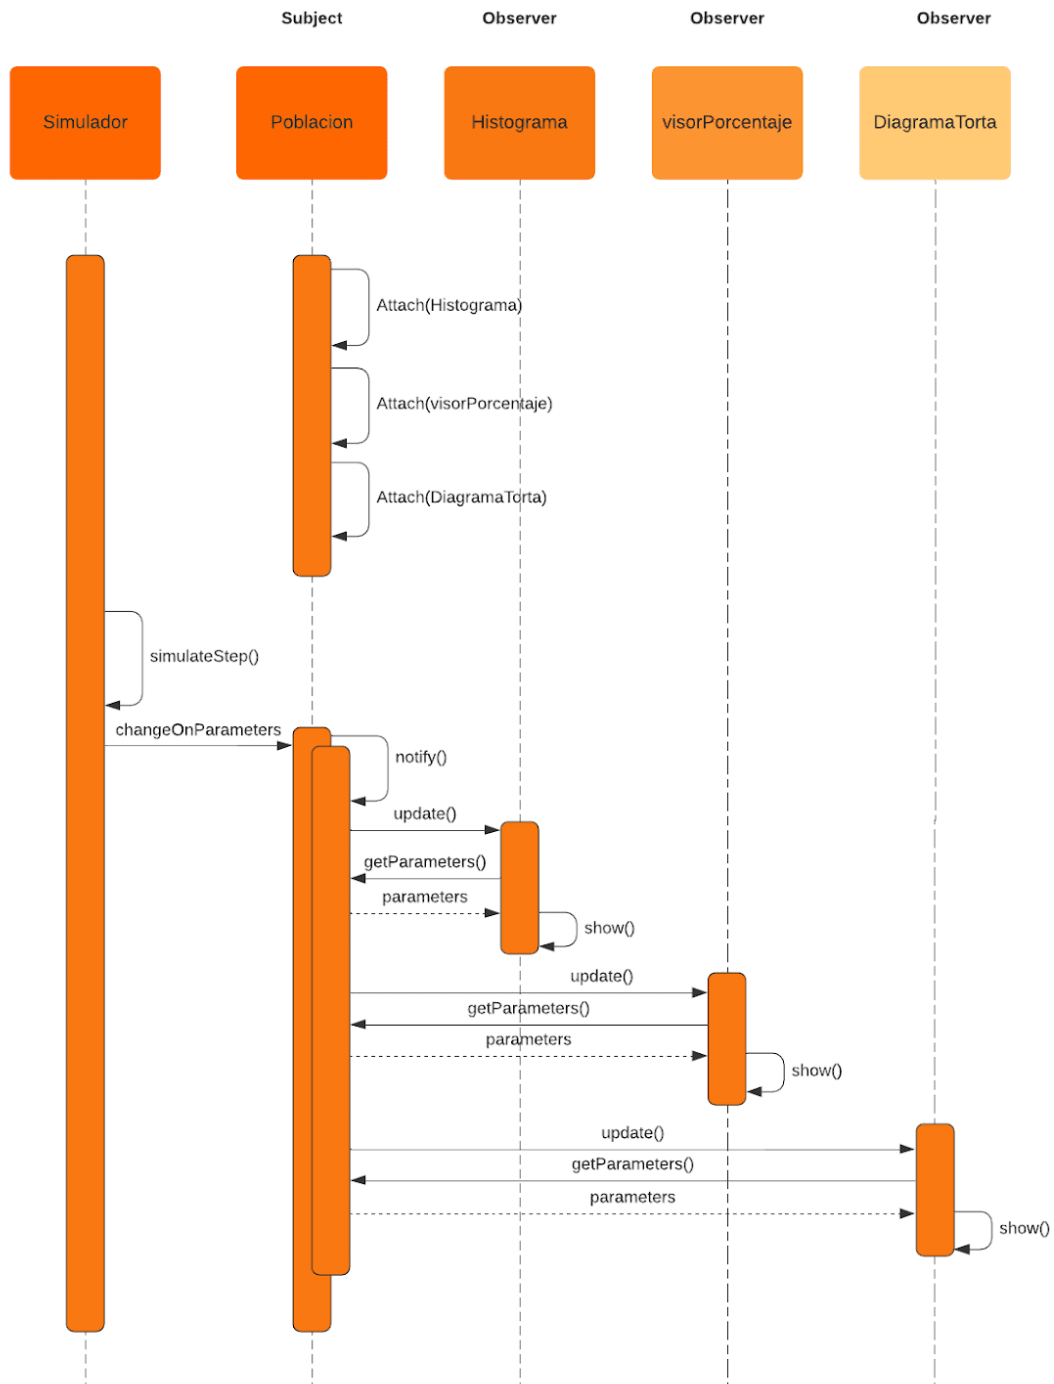 Subject
Observer
Observer
Observer
Simulador
Poblacion
Histograma
visorPorcentaje
DiagramaTorta
Attach(Histograma)
Attach(visorPorcentaje)
Attach(DiagramaTorta)
simulateStep()
changeOnParameters
notify()
update()
getParameters()
parameters
show()
update()
getParameters()
parameters
show()
update()
getParameters()
parameters
show()